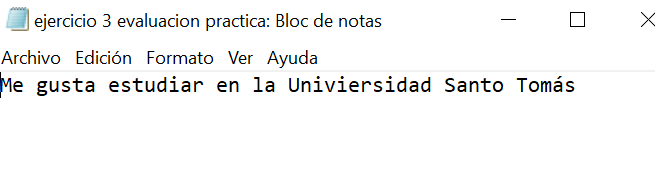 ejercicio 3 evaluacion practica: Bloc de notas
Archivo Edición Formato Ver Ayuda
Me gusta estudiar en la Univiersidad Santo Tomás